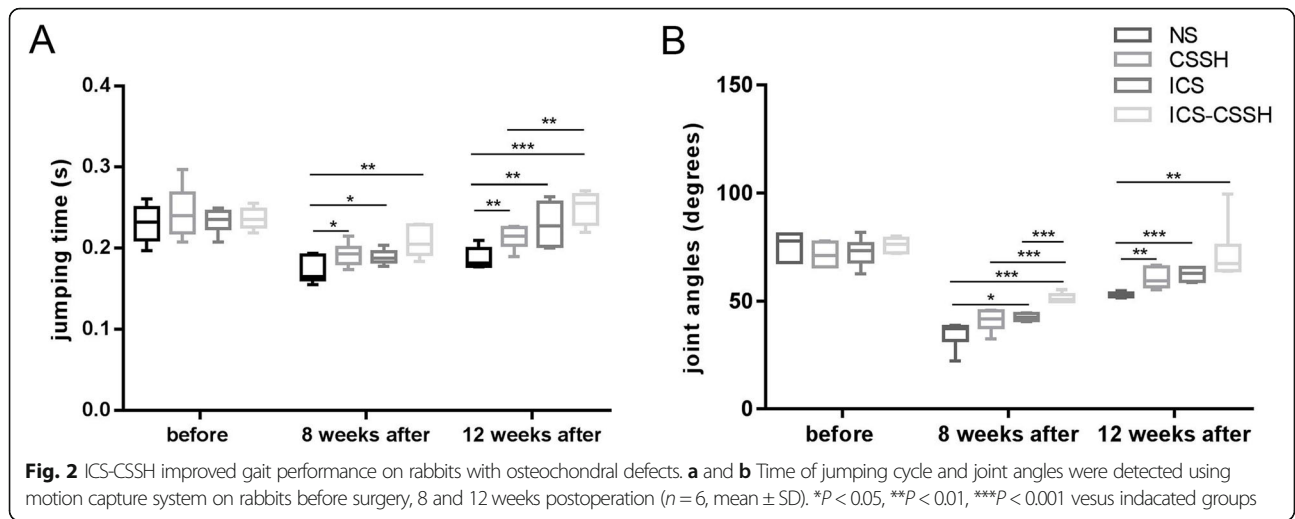 A
jumping time (s)
0.4
0.3
0.2
0.1
0.0
before
8 weeks after
12 weeks after
**
*
*
**
***
**
**
B
NS
CSSH
ICS
ICS-CSSH
joint angles (degrees)
150
100
50
0
before
8 weeks after
12 weeks after
***
***
***
*
**
***
**
Fig. 2 ICS-CSSH improved gait performance on rabbits with osteochondral defects. a and b Time of jumping cycle and joint angles were detected using
motion capture system on rabbits before surgery, 8 and 12 weeks postoperation (n = 6, mean ± SD). *P < 0.05, **P < 0.01, ***P < 0.001 vesus indacated groups